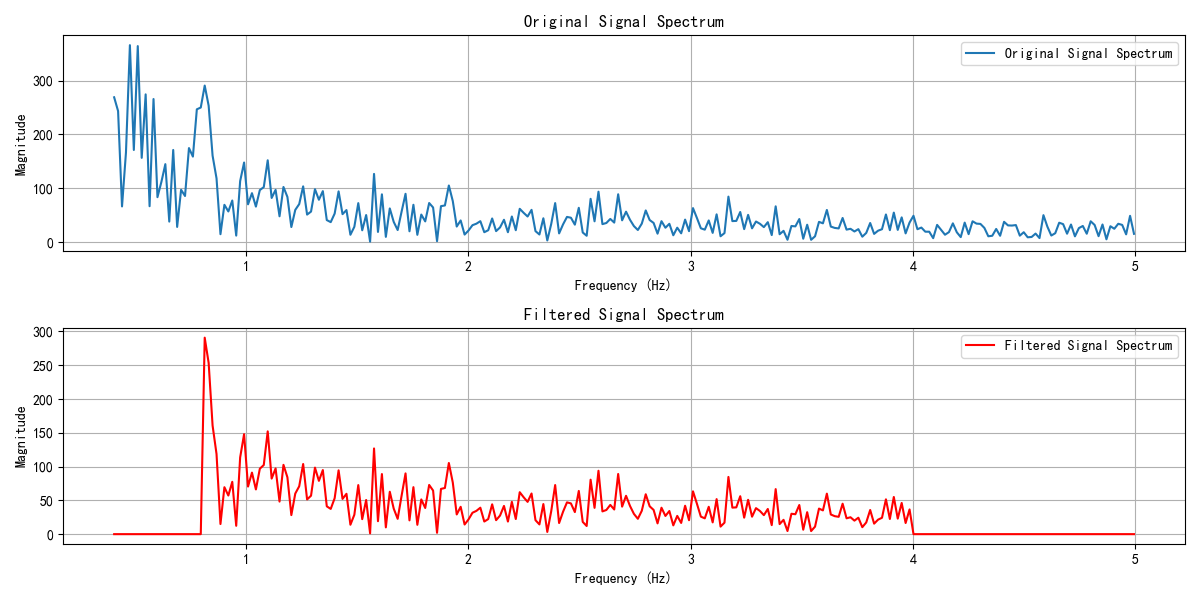 Original Signal Spectrum
Original Signal Spectrum
Magnitude
300
200
100
0
1 2 3 4 5
Frequency (Hz)
Filtered Signal Spectrum
Filtered Signal Spectrum
Magnitude
300
250
200
150
100
50
0
1 2 3 4 5
Frequency (Hz)